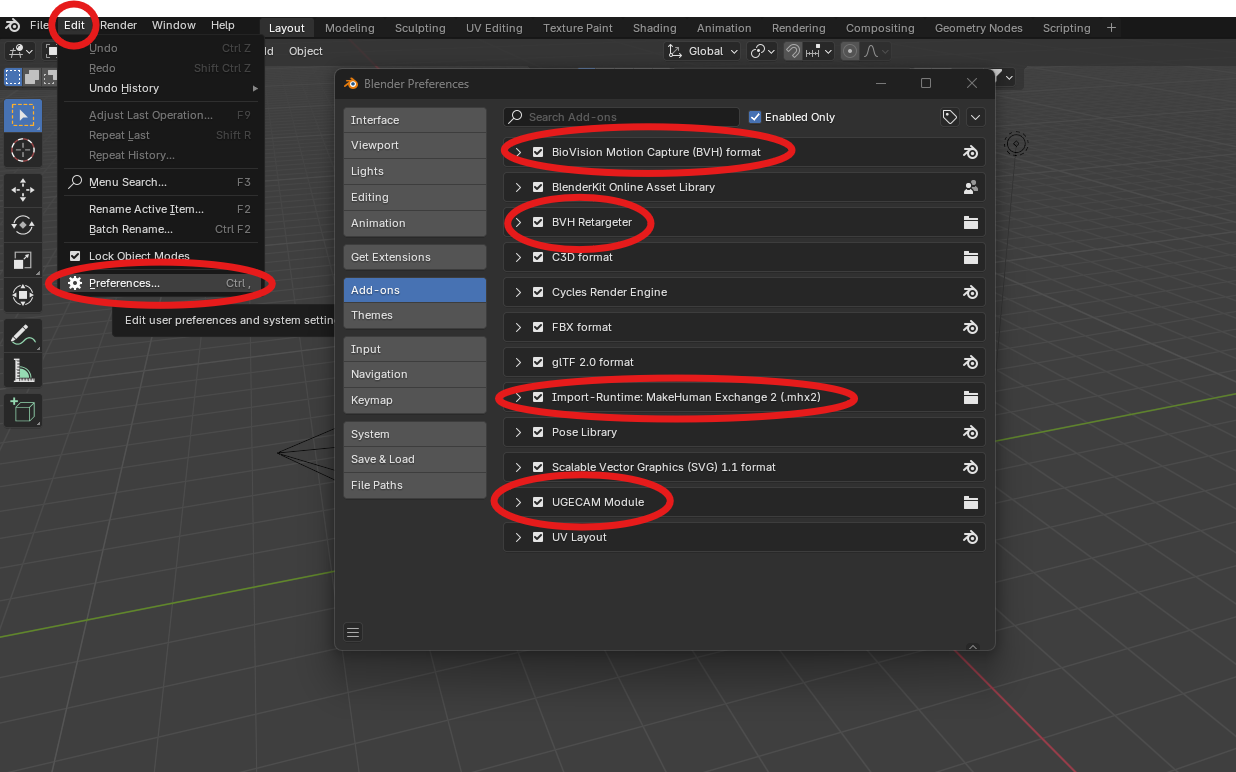 File Edit Render Window Help Layout Modeling Sculpting UV Editing Texture Paint Shading Animation Rendering Compositing Geometry Nodes Scripting +
Object Global
Undo Ctrl Z
Redo Shift Ctrl Z
Undo History
Adjust Last Operation... F9
Repeat Last Shift R
Repeat History...
Menu Search... F3
Rename Active Item... F2
Batch Rename... Ctrl F2
Lock Object Modes
Preferences... Ctrl ,
Edit user preferences and system
Blender Preferences
Interface
Viewport
Lights
Editing
Animation
Get Extensions
Add-ons
Themes
Input
Navigation
Keymap
System
Save & Load
File Paths
Search Add-ons Enabled Only
BioVision Motion Capture (BVH) format
BlenderKit Online Asset Library
BVH Retargeter
C3D format
Cycles Render Engine
FBX format
glTF 2.0 format
Import-Runtime: MakeHuman Exchange 2 (.mhx2)
Pose Library
Scalable Vector Graphics (SVG) 1.1 format
UGECAM Module
UV Layout